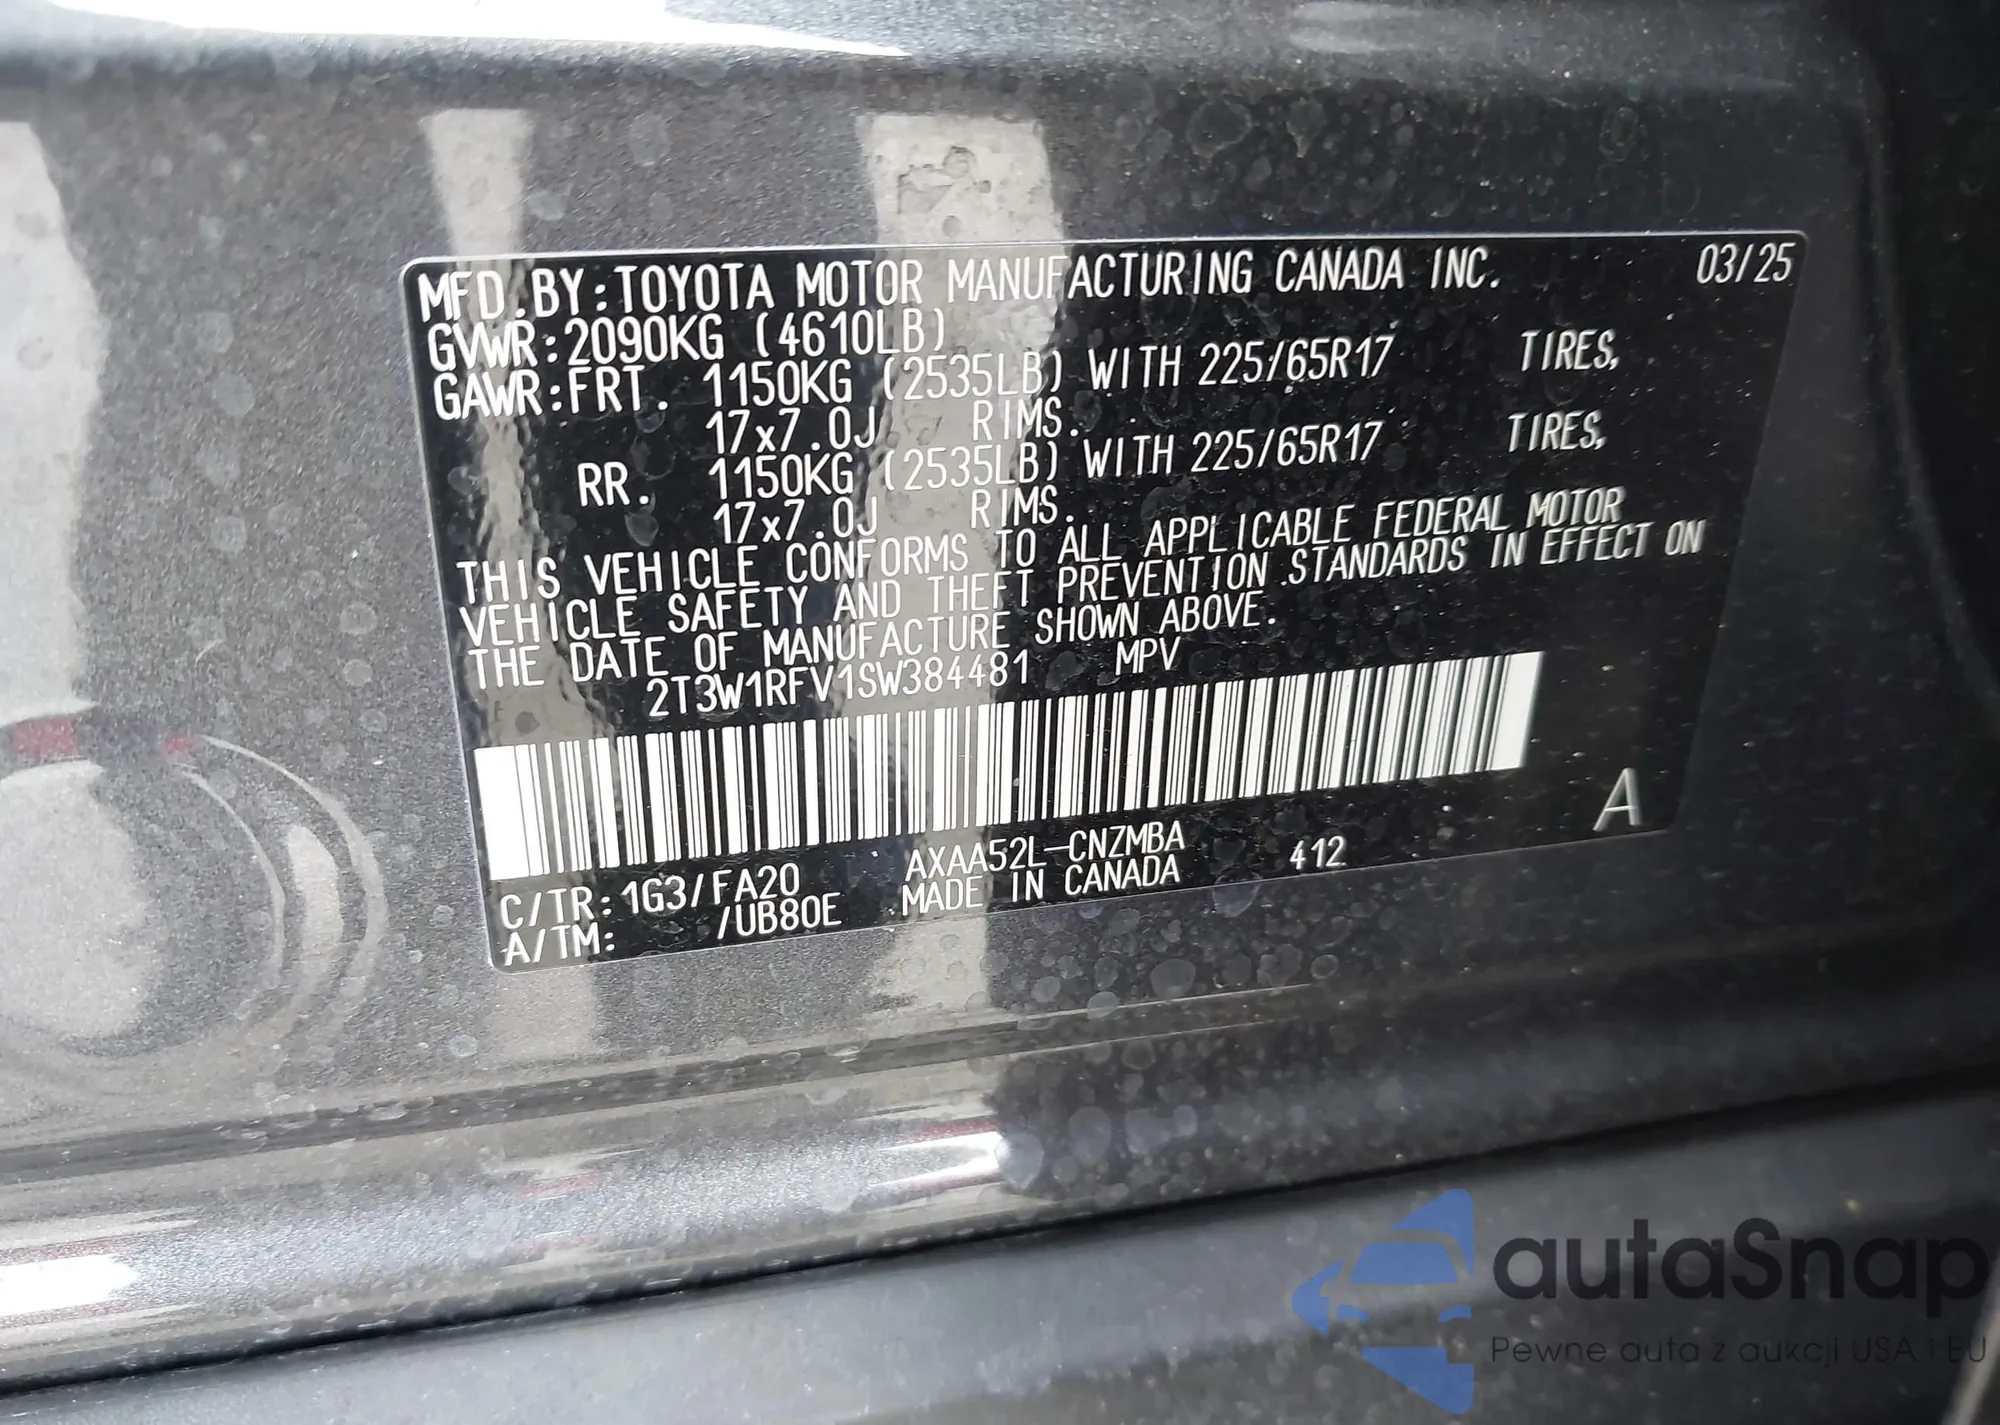 MFD.BY:TOYOTA MOTOR MANUFACTURING CANADA INC. 03/25
GVWR:2090KG (4610LB)
GAWR:FRT. 1150KG (2535LB) WITH 225/65R17 TIRES,
17x7.0J RIMS.
RR. 1150KG (2535LB) WITH 225/65R17 TIRES,
17x7.0J RIMS.
THIS VEHICLE CONFORMS TO ALL APPLICABLE FEDERAL MOTOR
VEHICLE SAFETY AND THEFT PREVENTION STANDARDS IN EFFECT ON
THE DATE OF MANUFACTURE SHOWN ABOVE.
2T3W1RFV1SW384481 MPV
A
C/TR:1G3/FA20 AXAA52L-CNZMBA 412
A/TM: /UB80E MADE IN CANADA
autaSnap
Pewne auta z aukcji USA i EU